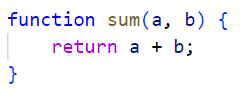 function sum(a, b) {
    return a + b;
}